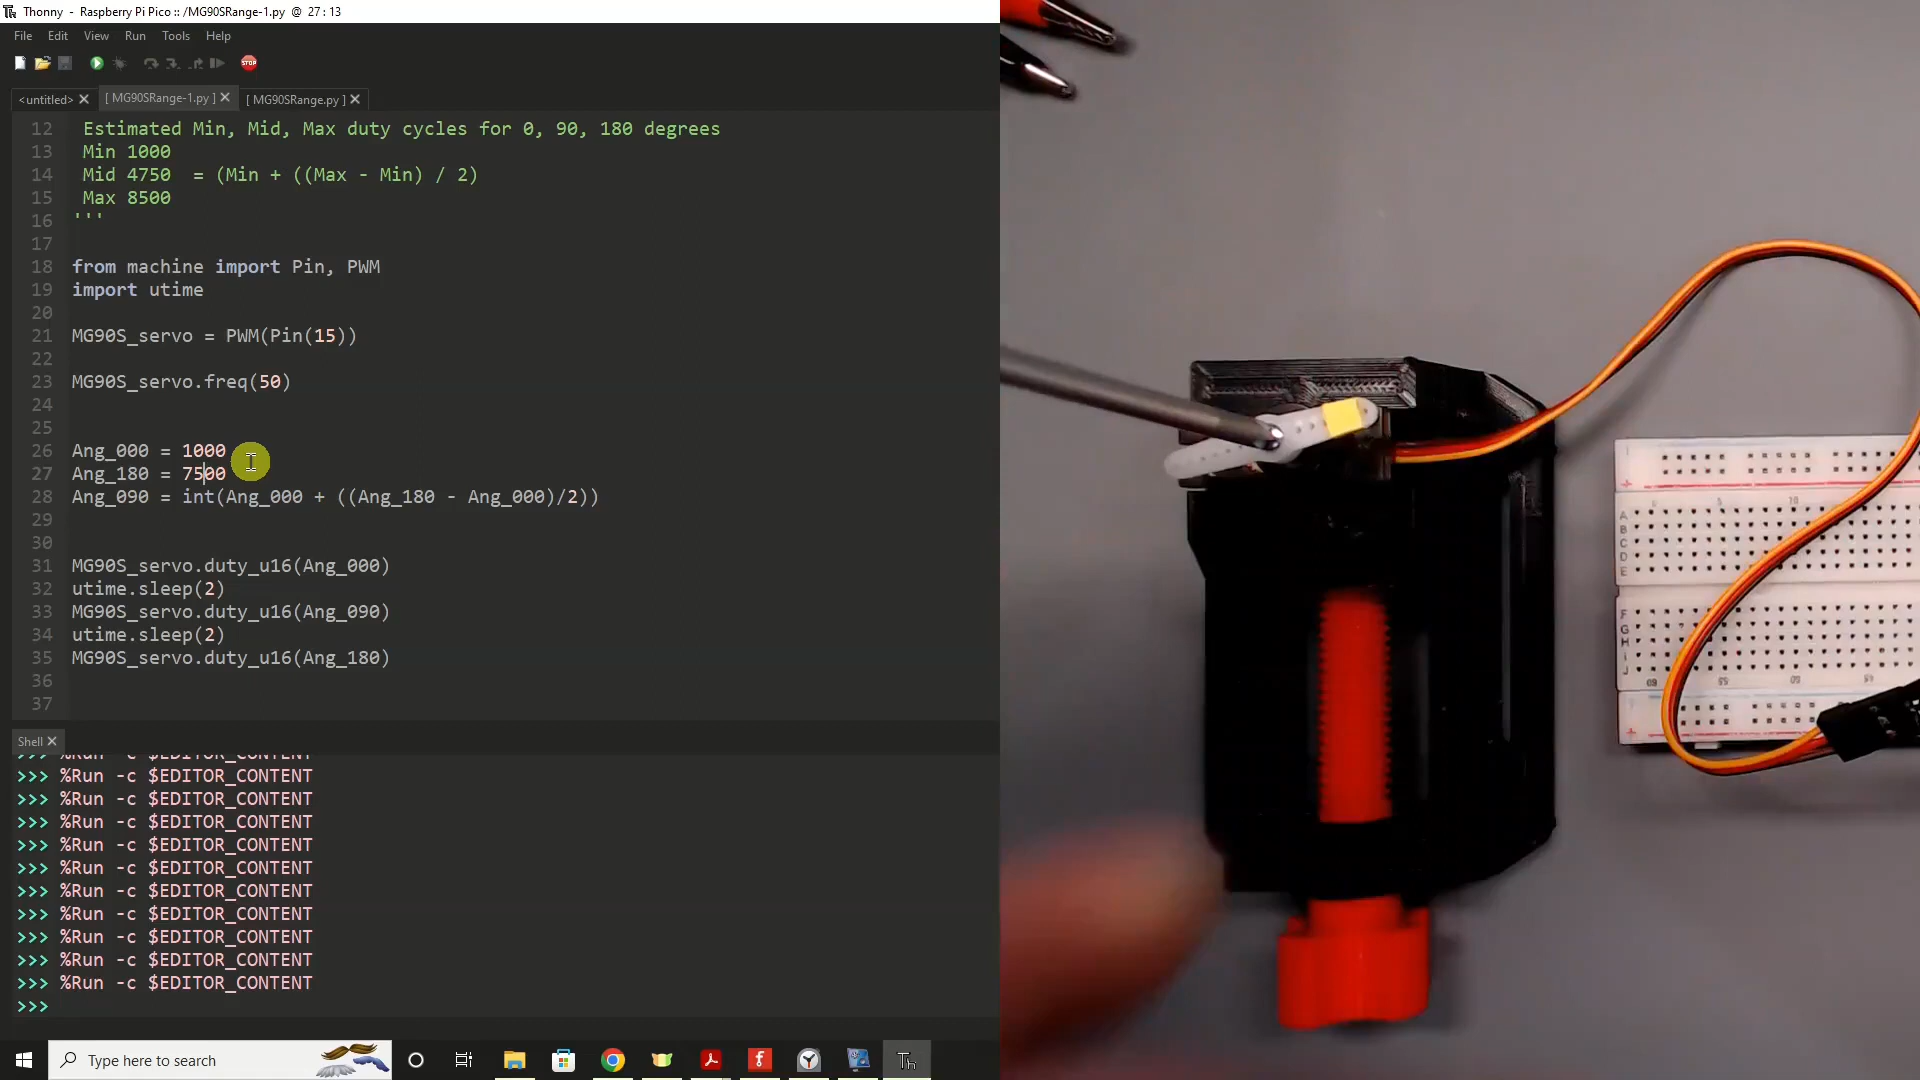 Thonny - Raspberry Pi Pico :: /MG90SRange-1.py @ 27:13
File Edit View Run Tools Help
STOP
<untitled> [ MG90SRange-1.py ] [ MG90SRange.py ]
12 Estimated Min, Mid, Max duty cycles for 0, 90, 180 degrees
13 Min 1000
14 Mid 4750 = (Min + ((Max - Min) / 2)
15 Max 8500
16 '''
17
18 from machine import Pin, PWM
19 import utime
20
21 MG90S_servo = PWM(Pin(15))
22
23 MG90S_servo.freq(50)
24
25
26 Ang_000 = 1000
27 Ang_180 = 7500
28 Ang_090 = int(Ang_000 + ((Ang_180 - Ang_000)/2))
29
30
31 MG90S_servo.duty_u16(Ang_000)
32 utime.sleep(2)
33 MG90S_servo.duty_u16(Ang_090)
34 utime.sleep(2)
35 MG90S_servo.duty_u16(Ang_180)
36
37
Shell
>>> %Run -c $EDITOR_CONTENT
>>> %Run -c $EDITOR_CONTENT
>>> %Run -c $EDITOR_CONTENT
>>> %Run -c $EDITOR_CONTENT
>>> %Run -c $EDITOR_CONTENT
>>> %Run -c $EDITOR_CONTENT
>>> %Run -c $EDITOR_CONTENT
>>> %Run -c $EDITOR_CONTENT
>>> %Run -c $EDITOR_CONTENT
>>> %Run -c $EDITOR_CONTENT
>>> %Run -c $EDITOR_CONTENT
>>>
Type here to search
Th